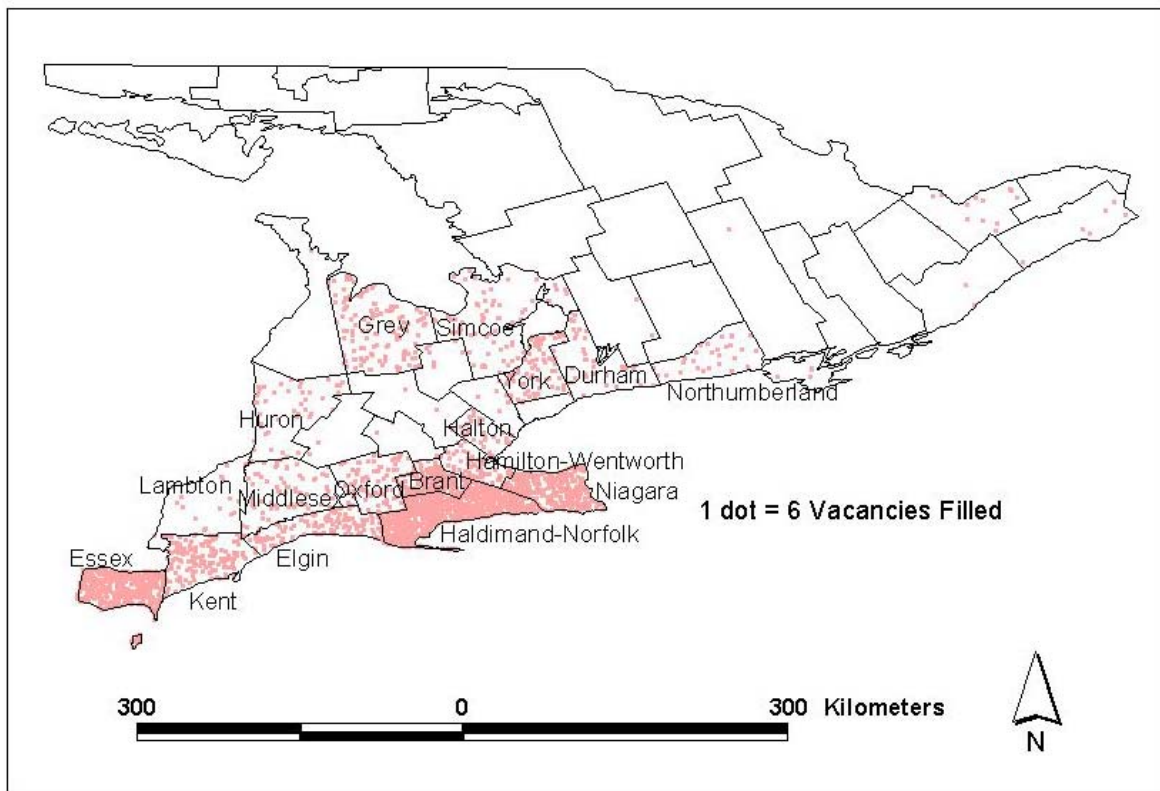 Grey
Simcoe
York
Durham
Northumberland
Huron
Halton
Lambton
Middlesex
Oxford
Brant
Hamilton-Wentworth
Niagara
1 dot = 6 Vacancies Filled
Haldimand-Norfolk
Essex
Elgin
Kent
300 0 300 Kilometers
N